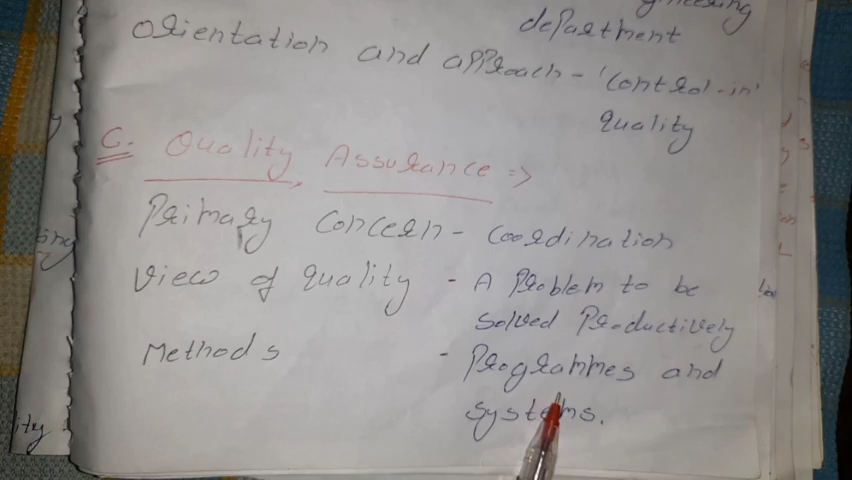 department
orientation and approach - 'control-in'
quality
C. Quality Assurance =>
Primary concern - coordination
View of quality - A Problem to be
solved Productively
Methods - Programmes and
systems.